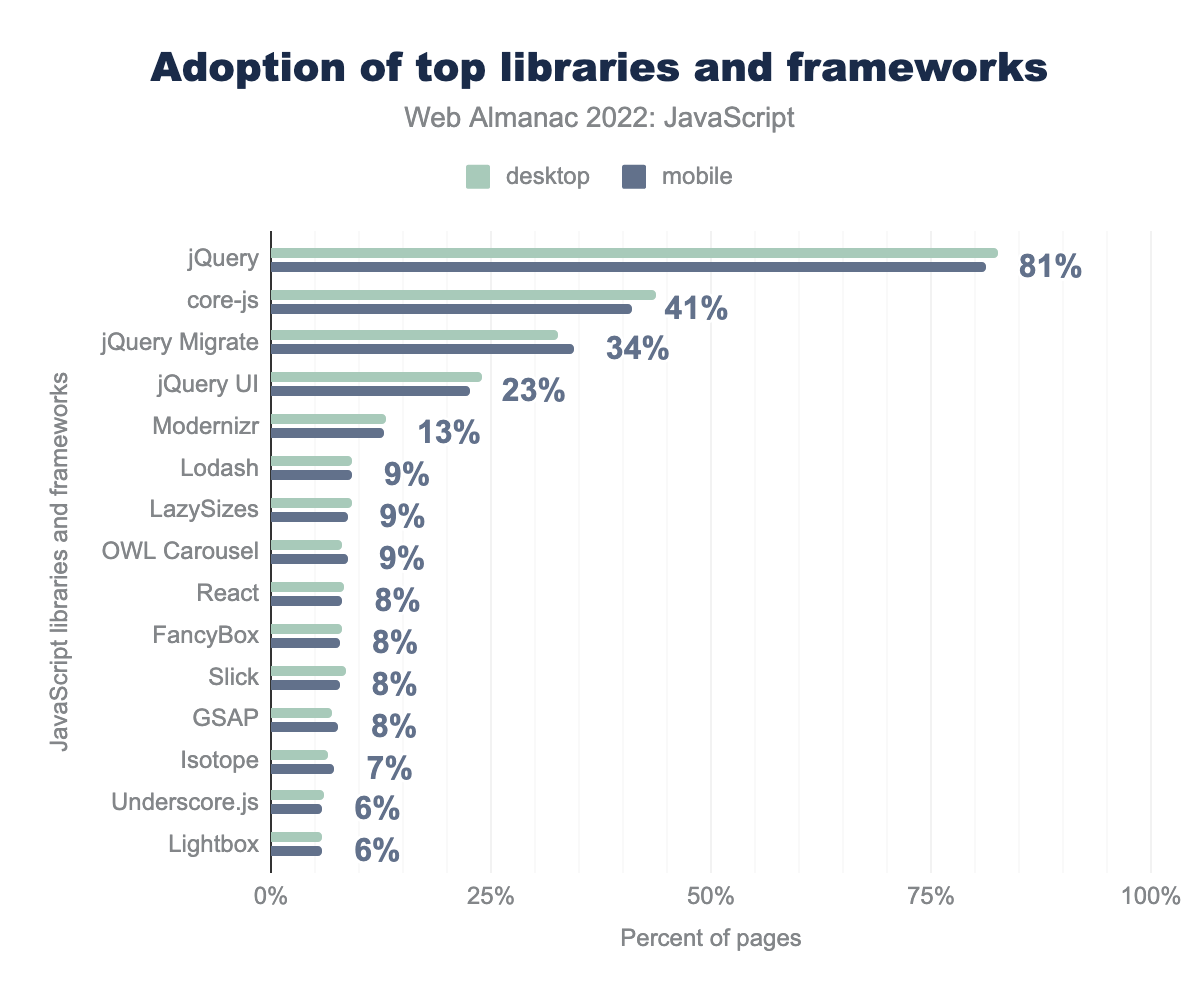 Adoption of top libraries and frameworks
Web Almanac 2022: JavaScript
desktop
mobile
JavaScript libraries and frameworks
jQuery 81%
core-js 41%
jQuery Migrate 34%
jQuery UI 23%
Modernizr 13%
Lodash 9%
LazySizes 9%
OWL Carousel 9%
React 8%
FancyBox 8%
Slick 8%
GSAP 8%
Isotope 7%
Underscore.js 6%
Lightbox 6%
0% 25% 50% 75% 100%
Percent of pages